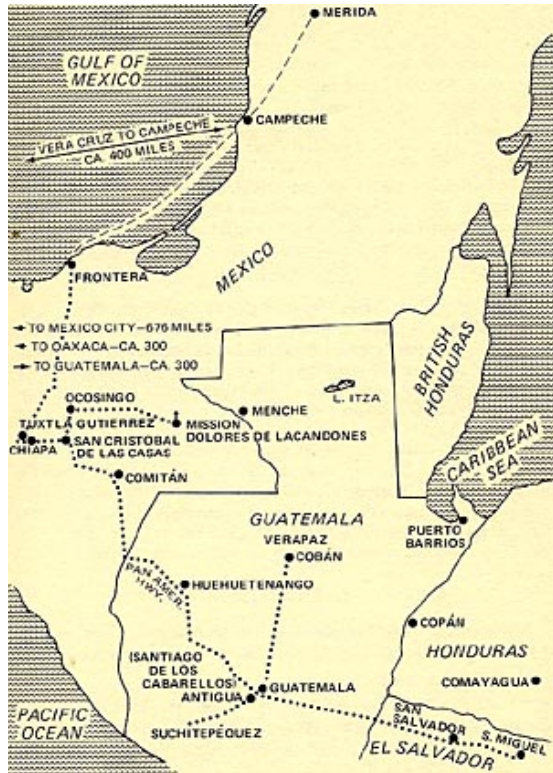 MERIDA
GULF OF
MEXICO
CAMPECHE
VERA CRUZ TO CAMPECHE
CA. 400 MILES
FRONTERA
MEXICO
TO MEXICO CITY—676 MILES
TO OAXACA—CA. 300
TO GUATEMALA—CA. 300
BRITISH
HONDURAS
L. ITZA
OCOSINGO
MENCHE
TUXTLA GUTIERREZ
MISSION
DOLORES DE LACANDONES
CHIAPA
SAN CRISTOBAL
DE LAS CASAS
CARIBBEAN
SEA
COMITÁN
GUATEMALA
PUERTO
BARRIOS
VERAPAZ
COBÁN
PAN AMER.
HWY.
HUEHUETENANGO
COPÁN
HONDURAS
(SANTIAGO
DE LOS
CABARELLOS)
ANTIGUA
GUATEMALA
COMAYAGUA
SUCHITEPEQUEZ
PACIFIC
OCEAN
SAN
SALVADOR
S. MIGUEL
EL SALVADOR